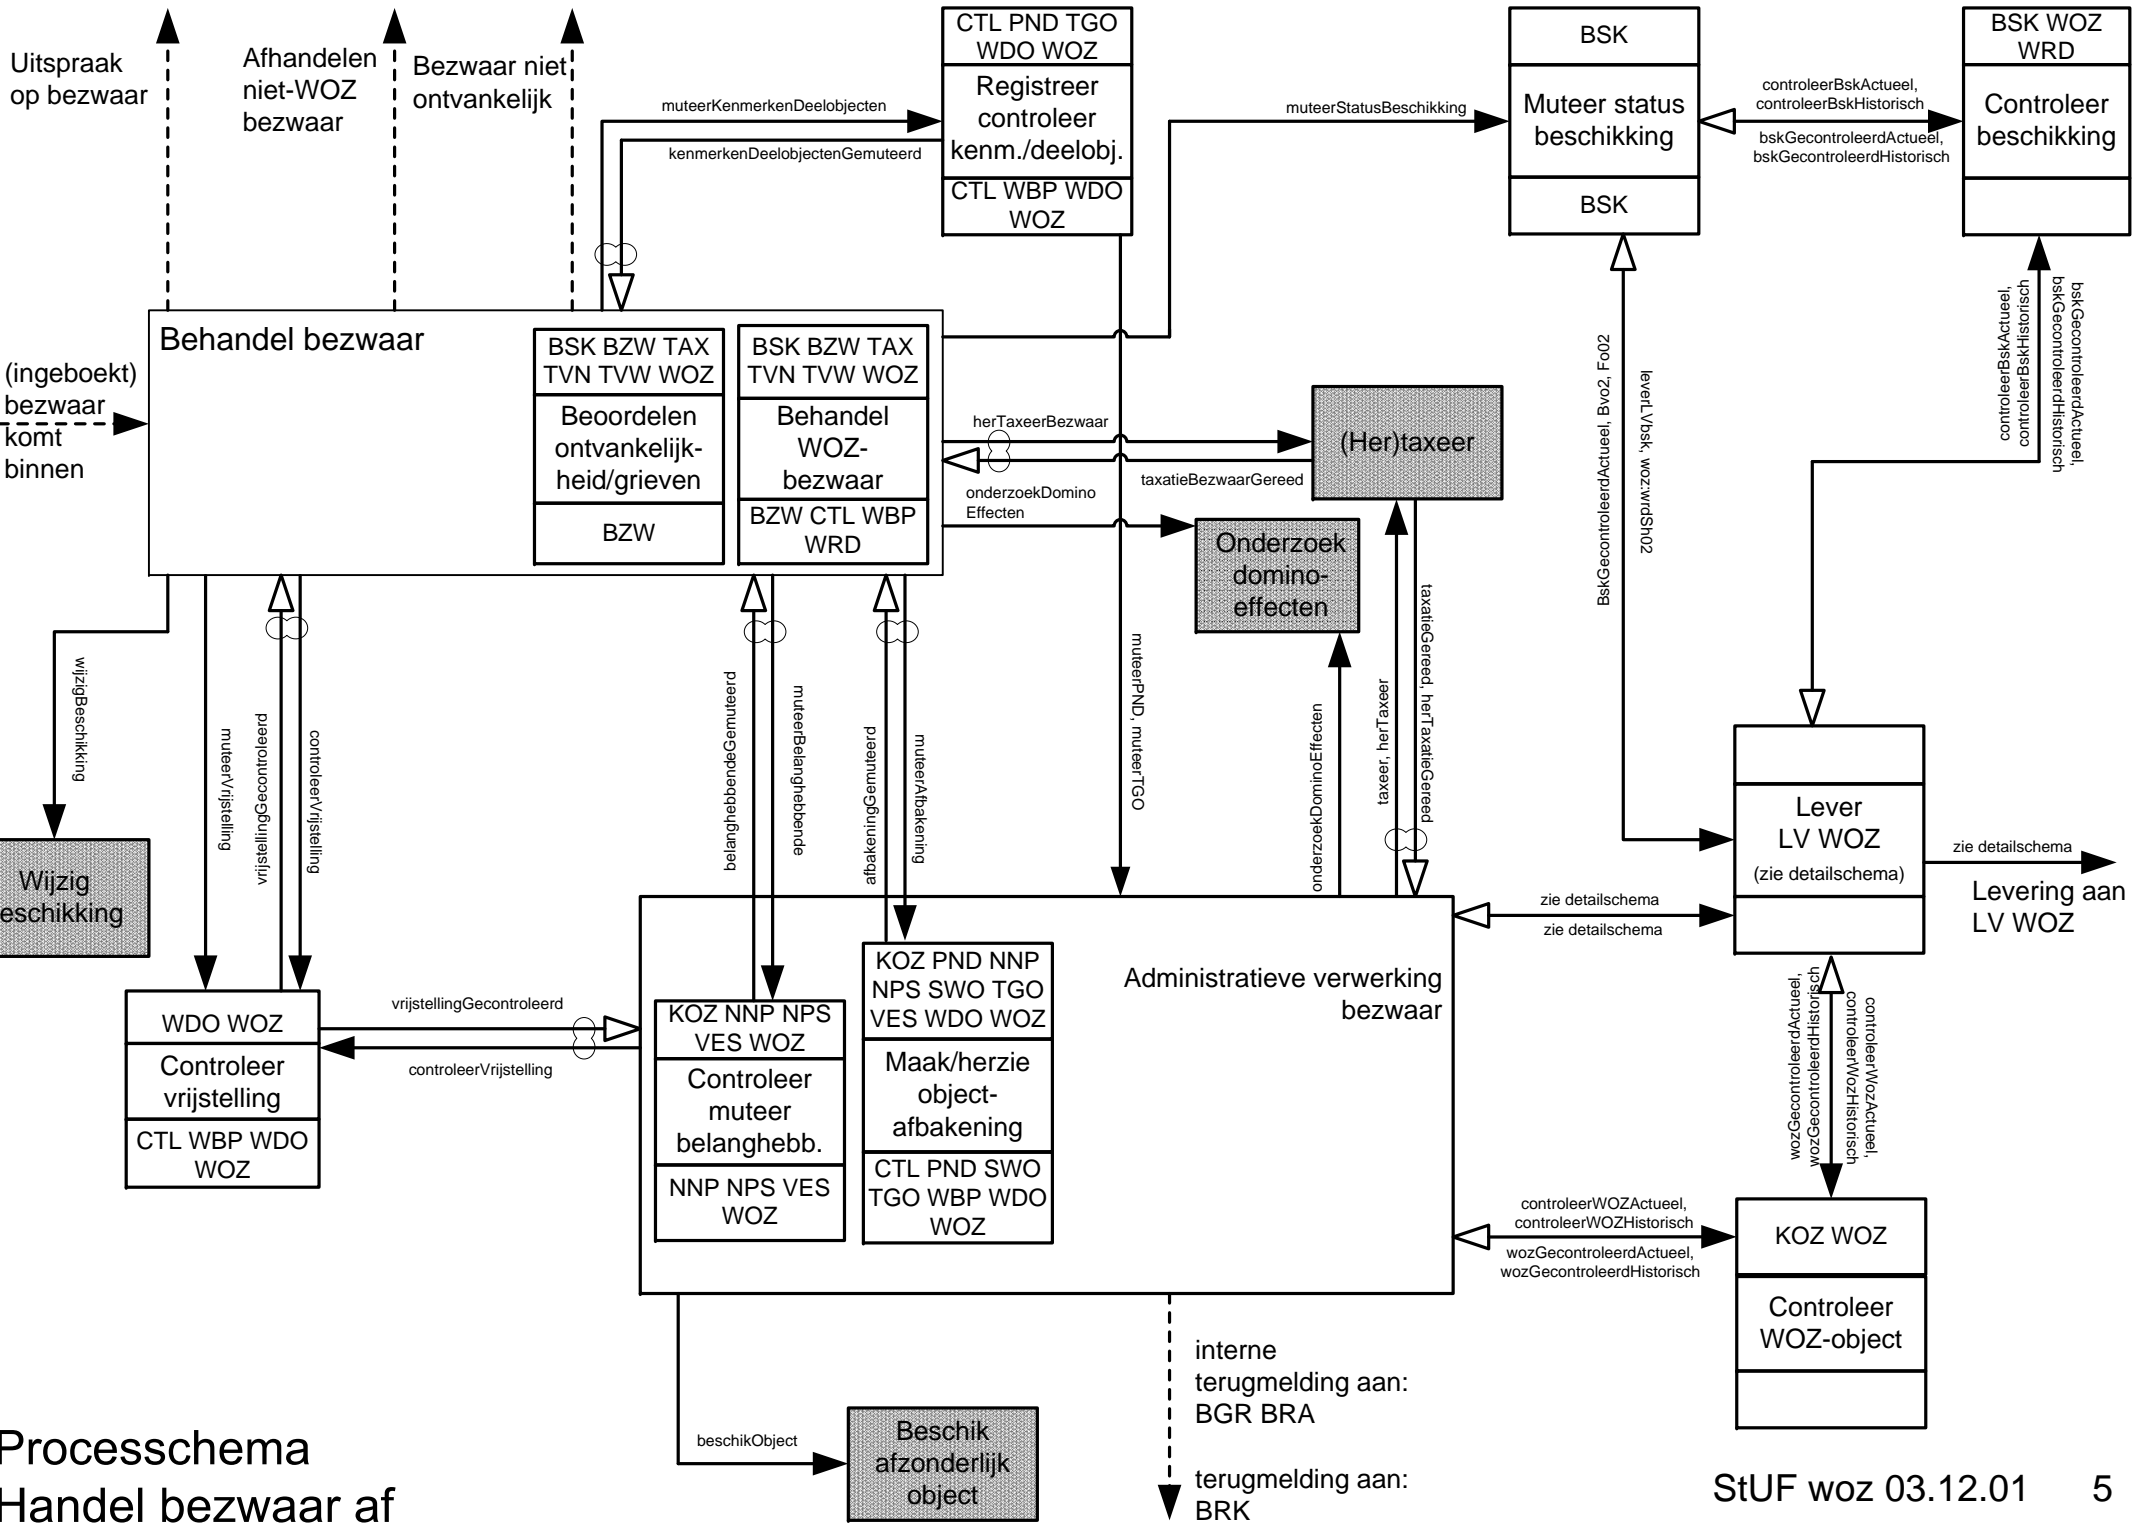 Uitspraak
op bezwaar
Afhandelen
niet-WOZ
bezwaar
Bezwaar niet
ontvankelijk
CTL PND TGO
WDO WOZ
Registreer
controleer
kenm./deelobj.
CTL WBP WDO
WOZ
muteerKenmerkenDeelobjecten
kenmerkenDeelobjectenGemuteerd
muteerStatusBeschikking
BSK
Muteer status
beschikking
BSK
controleerBskActueel,
controleerBskHistorisch
bskGecontroleerdActueel,
bskGecontroleerdHistorisch
BSK WOZ
WRD
Controleer
beschikking
(ingeboekt)
bezwaar
komt
binnen
Behandel bezwaar
BSK BZW TAX
TVN TVW WOZ
Beoordelen
ontvankelijk-
heid/grieven
BZW
BSK BZW TAX
TVN TVW WOZ
Behandel
WOZ-
bezwaar
BZW CTL WBP
WRD
herTaxeerBezwaar
taxatieBezwaarGereed
(Her)taxeer
onderzoekDomino
Effecten
Onderzoek
domino-
effecten
BskGecontroleerdActueel, Bvo2, Fo02
leverLVbsk, woz:wrdSh02
controleerBskActueel,
controleerBskHistorisch
bskGecontroleerdActueel,
bskGecontroleerdHistorisch
wijzigBeschikking
muteerVrijstelling
vrijstellingGecontroleerd
controleerVrijstelling
belanghebbendeGemuteerd
muteerBelanghebbende
afbakeningGemuteerd
muteerAfbakening
muteerPND, muteerTGO
onderzoekDominoEffecten
taxeer, herTaxeer
taxatieGereed, herTaxatieGereed
Wijzig
eschikking
Lever
LV WOZ
(zie detailschema)
zie detailschema
Levering aan
LV WOZ
zie detailschema
zie detailschema
WDO WOZ
Controleer
vrijstelling
CTL WBP WDO
WOZ
vrijstellingGecontroleerd
controleerVrijstelling
Administratieve verwerking
bezwaar
KOZ NNP NPS
VES WOZ
Controleer
muteer
belanghebb.
NNP NPS VES
WOZ
KOZ PND NNP
NPS SWO TGO
VES WDO WOZ
Maak/herzie
object-
afbakening
CTL PND SWO
TGO WBP WDO
WOZ
wozGecontroleerdActueel,
wozGecontroleerdHistorisch
controleerWozActueel,
controleerWozHistorisch
controleerWOZActueel,
controleerWOZHistorisch
wozGecontroleerdActueel,
wozGecontroleerdHistorisch
KOZ WOZ
Controleer
WOZ-object
beschikObject
Beschik
afzonderlijk
object
interne
terugmelding aan:
BGR BRA
terugmelding aan:
BRK
Processchema
Handel bezwaar af
StUF woz 03.12.01 5